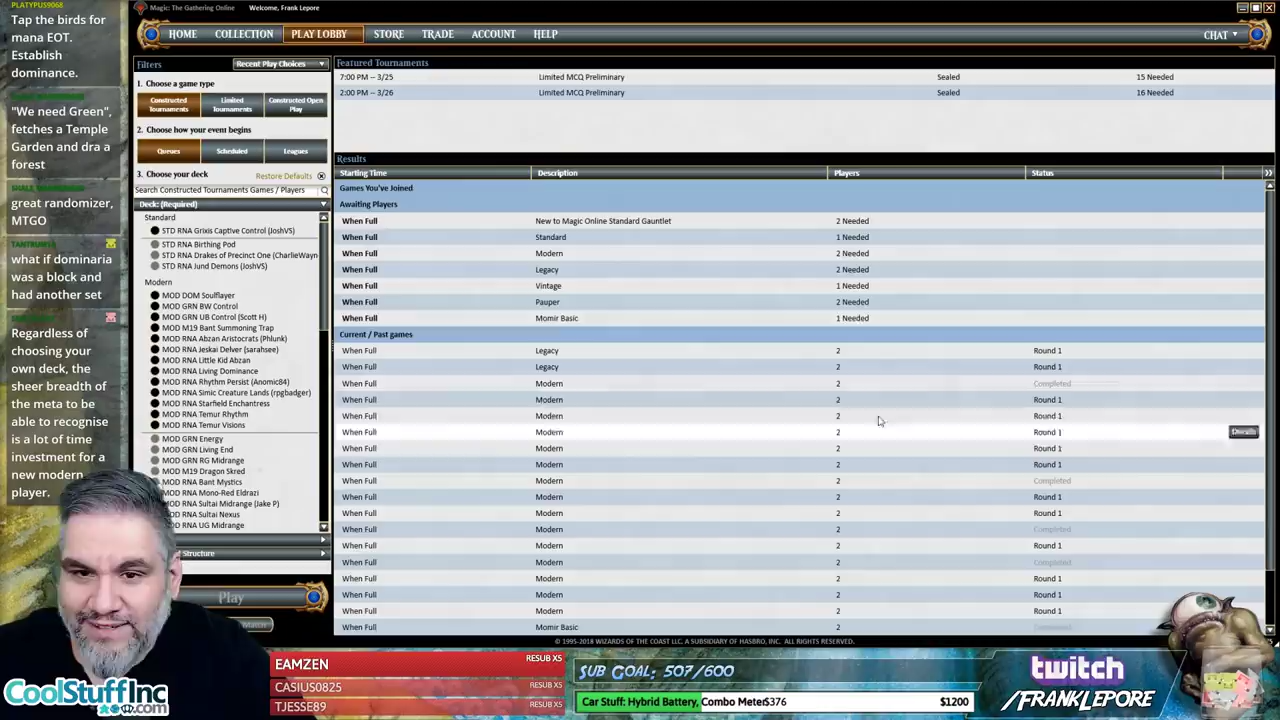 PLATYPUS9068
Tap the birds for
mana EOT.
Establish
dominance.
"We need Green",
fetches a Temple
Garden and dra a
forest
great randomizer,
MTGO
what if dominaria
was a block and
had another set
Regardless of
choosing your
own deck, the
sheer breadth of
the meta to be
able to recognise
is a lot of time
investment for a
new modern
player.
Magic: The Gathering Online
Welcome, Frank Lepore
HOME
COLLECTION
PLAY LOBBY
STORE
TRADE
ACCOUNT
HELP
CHAT
Filters
Recent Play Choices
1. Choose a game type
Constructed Tournaments
Limited Tournaments
Constructed Open Play
2. Choose how your event begins
Queues
Scheduled
Leagues
3. Choose your deck
Restore Defaults
Search Constructed Tournaments Games / Players
Deck: (Required)
Standard
STD RNA Grixis Captive Control (JoshVS)
STD RNA Birthing Pod
STD RNA Drakes of Precinct One (CharlieWayn
STD RNA Jund Demons (JoshVS)
Modern
MOD DOM Soulflayer
MOD GRN BW Control
MOD GRN UB Control (Scott H)
MOD M19 Bant Summoning Trap
MOD RNA Abzan Aristocrats (Phlunk)
MOD RNA Jeskai Delver (sarahsee)
MOD RNA Little Kid Abzan
MOD RNA Living Dominance
MOD RNA Rhythm Persist (Anomic84)
MOD RNA Simic Creature Lands (rpgbadger)
MOD RNA Starfield Enchantress
MOD RNA Temur Rhythm
MOD RNA Temur Visions
MOD GRN Energy
MOD GRN Living End
MOD GRN RG Midrange
MOD M19 Dragon Skred
MOD RNA Bant Mystics
MOD RNA Mono-Red Eldrazi
MOD RNA Sultai Midrange (Jake P)
MOD RNA Sultai Nexus
MOD RNA UG Midrange
Structure
Play
Match
Featured Tournaments
7:00 PM -- 3/25 Limited MCQ Preliminary Sealed 15 Needed
2:00 PM -- 3/26 Limited MCQ Preliminary Sealed 16 Needed
Results
Starting Time Description Players Status
Games You've Joined
Awaiting Players
When Full New to Magic Online Standard Gauntlet 2 Needed
When Full Standard 1 Needed
When Full Modern 2 Needed
When Full Legacy 2 Needed
When Full Vintage 1 Needed
When Full Pauper 2 Needed
When Full Momir Basic 1 Needed
Current / Past games
When Full Legacy 2 Round 1
When Full Legacy 2 Round 1
When Full Modern 2 Completed
When Full Modern 2 Round 1
When Full Modern 2 Round 1
When Full Modern 2 Round 1 Details
When Full Modern 2 Round 1
When Full Modern 2 Round 1
When Full Modern 2 Completed
When Full Modern 2 Round 1
When Full Modern 2 Round 1
When Full Modern 2 Completed
When Full Modern 2 Round 1
When Full Modern 2 Completed
When Full Modern 2 Round 1
When Full Modern 2 Round 1
When Full Modern 2 Round 1
When Full Momir Basic 2 Completed
© 1995-2018 WIZARDS OF THE COAST LLC, A SUBSIDIARY OF HASBRO, INC. ALL RIGHTS RESERVED.
CoolStuffInc
.com
EAMZEN RESUB X5
CASIUS0825 RESUB X5
TJESSE89 RESUB X5
SUB GOAL: 507/600
Car Stuff: Hybrid Battery, Combo Meter $376 $1200
twitch
/FRANKLEPORE